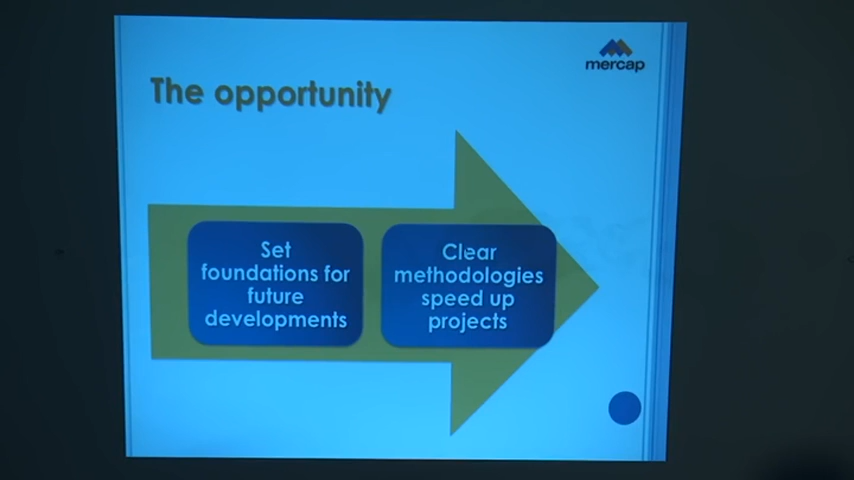 mercap
The opportunity
Set
foundations for
future
developments
Clear
methodologies
speed up
projects